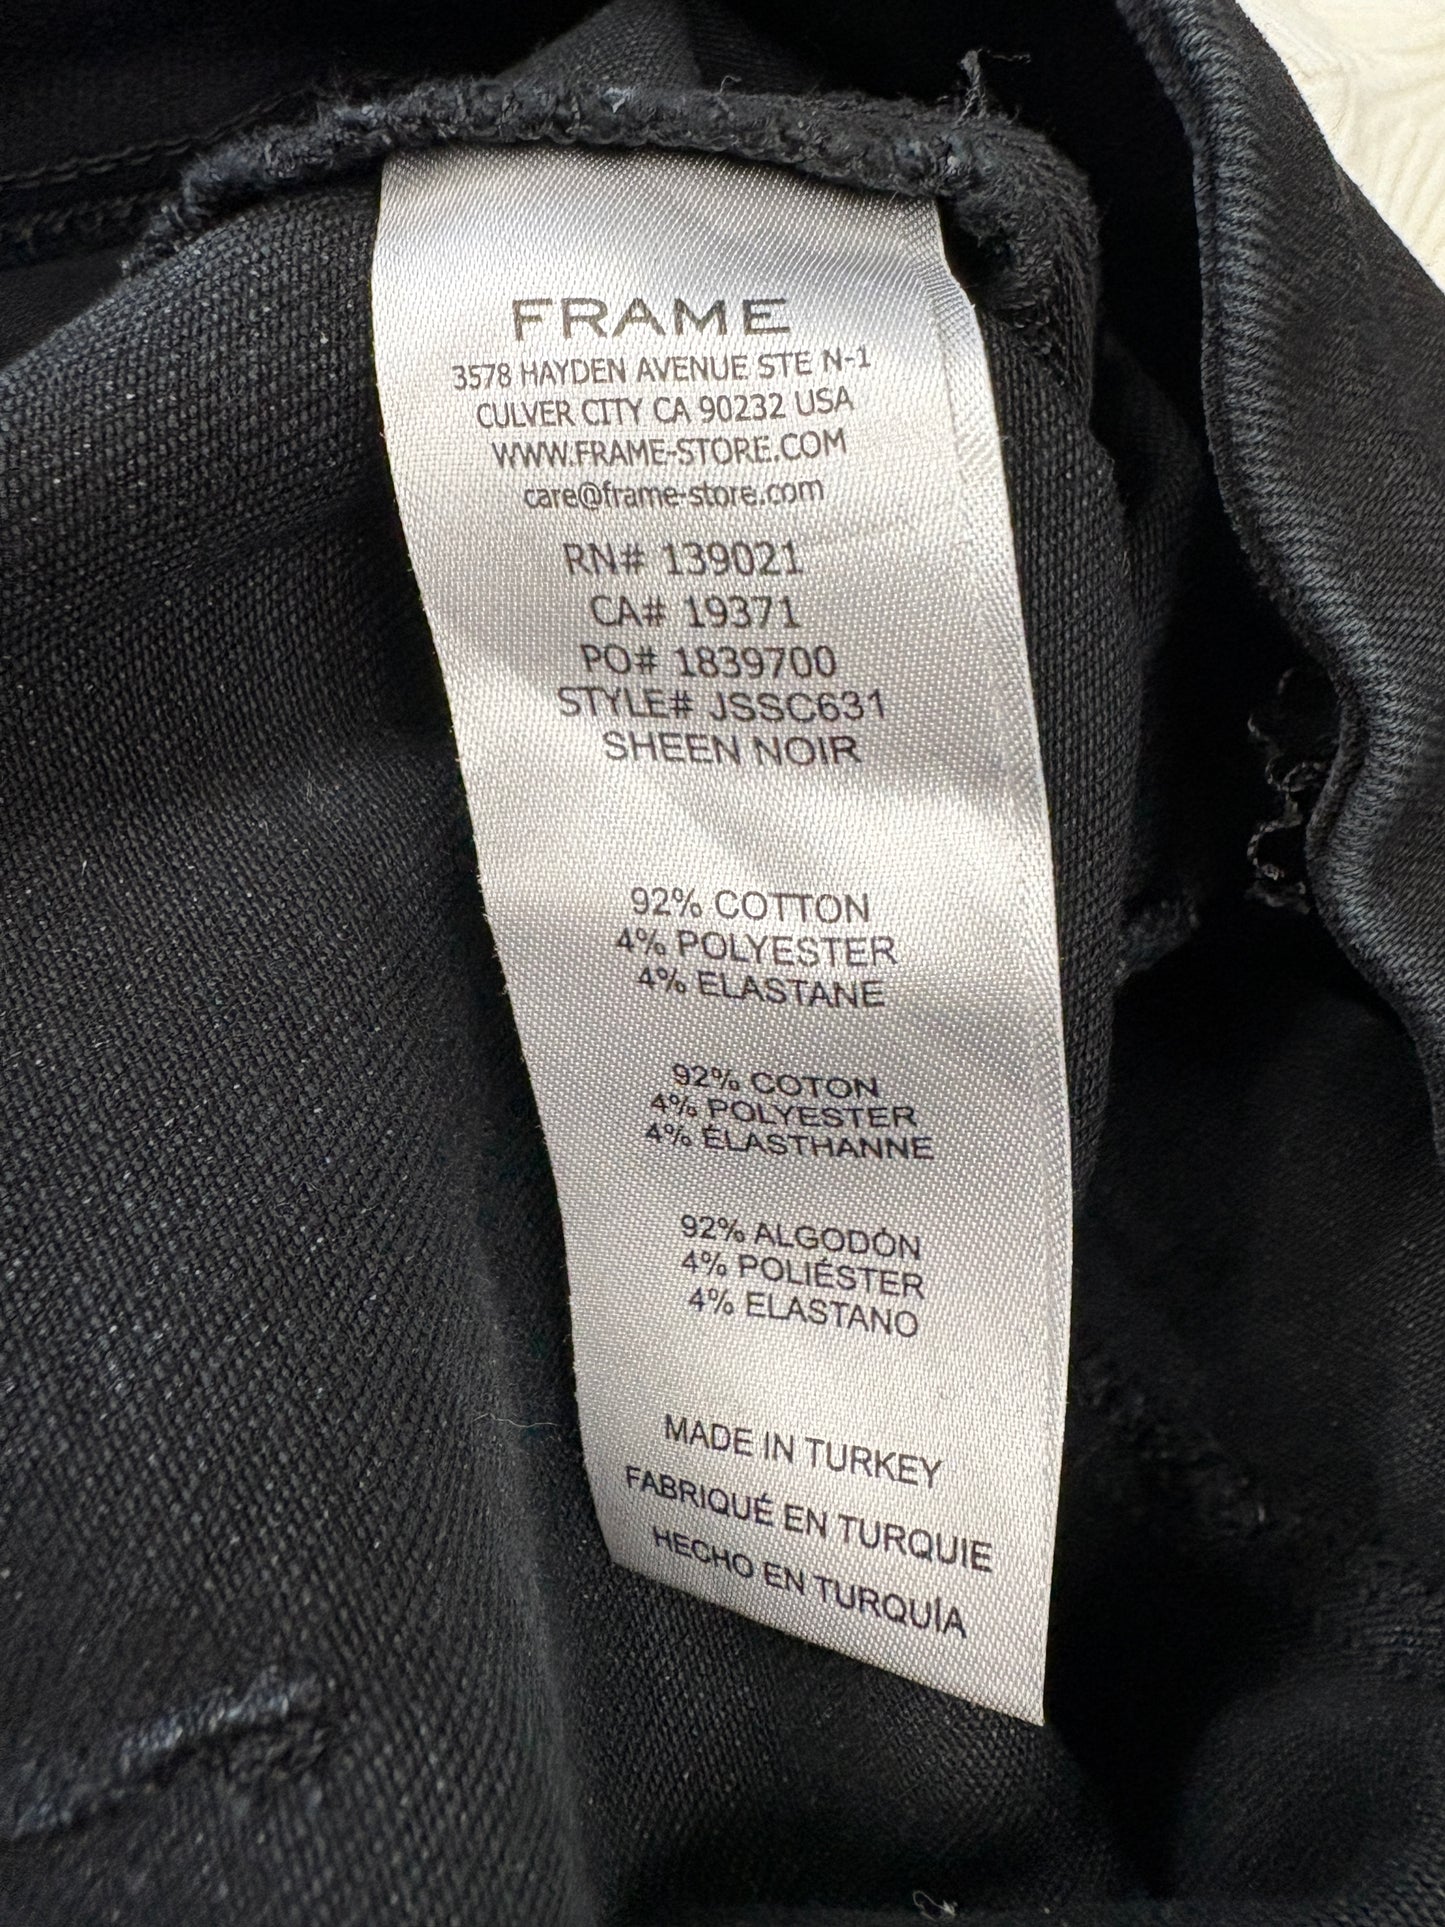 FRAME
3578 HAYDEN AVENUE STE N-1
CULVER CITY CA 90232 USA
WWW.FRAME-STORE.COM
care@frame-store.com
RN# 139021
CA# 19371
PO# 1839700
STYLE# JSSC631
SHEEN NOIR
92% COTTON
4% POLYESTER
4% ELASTANE
92% COTON
4% POLYESTER
4% ÉLASTHANNE
92% ALGODÓN
4% POLIÉSTER
4% ELASTANO
MADE IN TURKEY
FABRIQUÉ EN TURQUIE
HECHO EN TURQUÍA